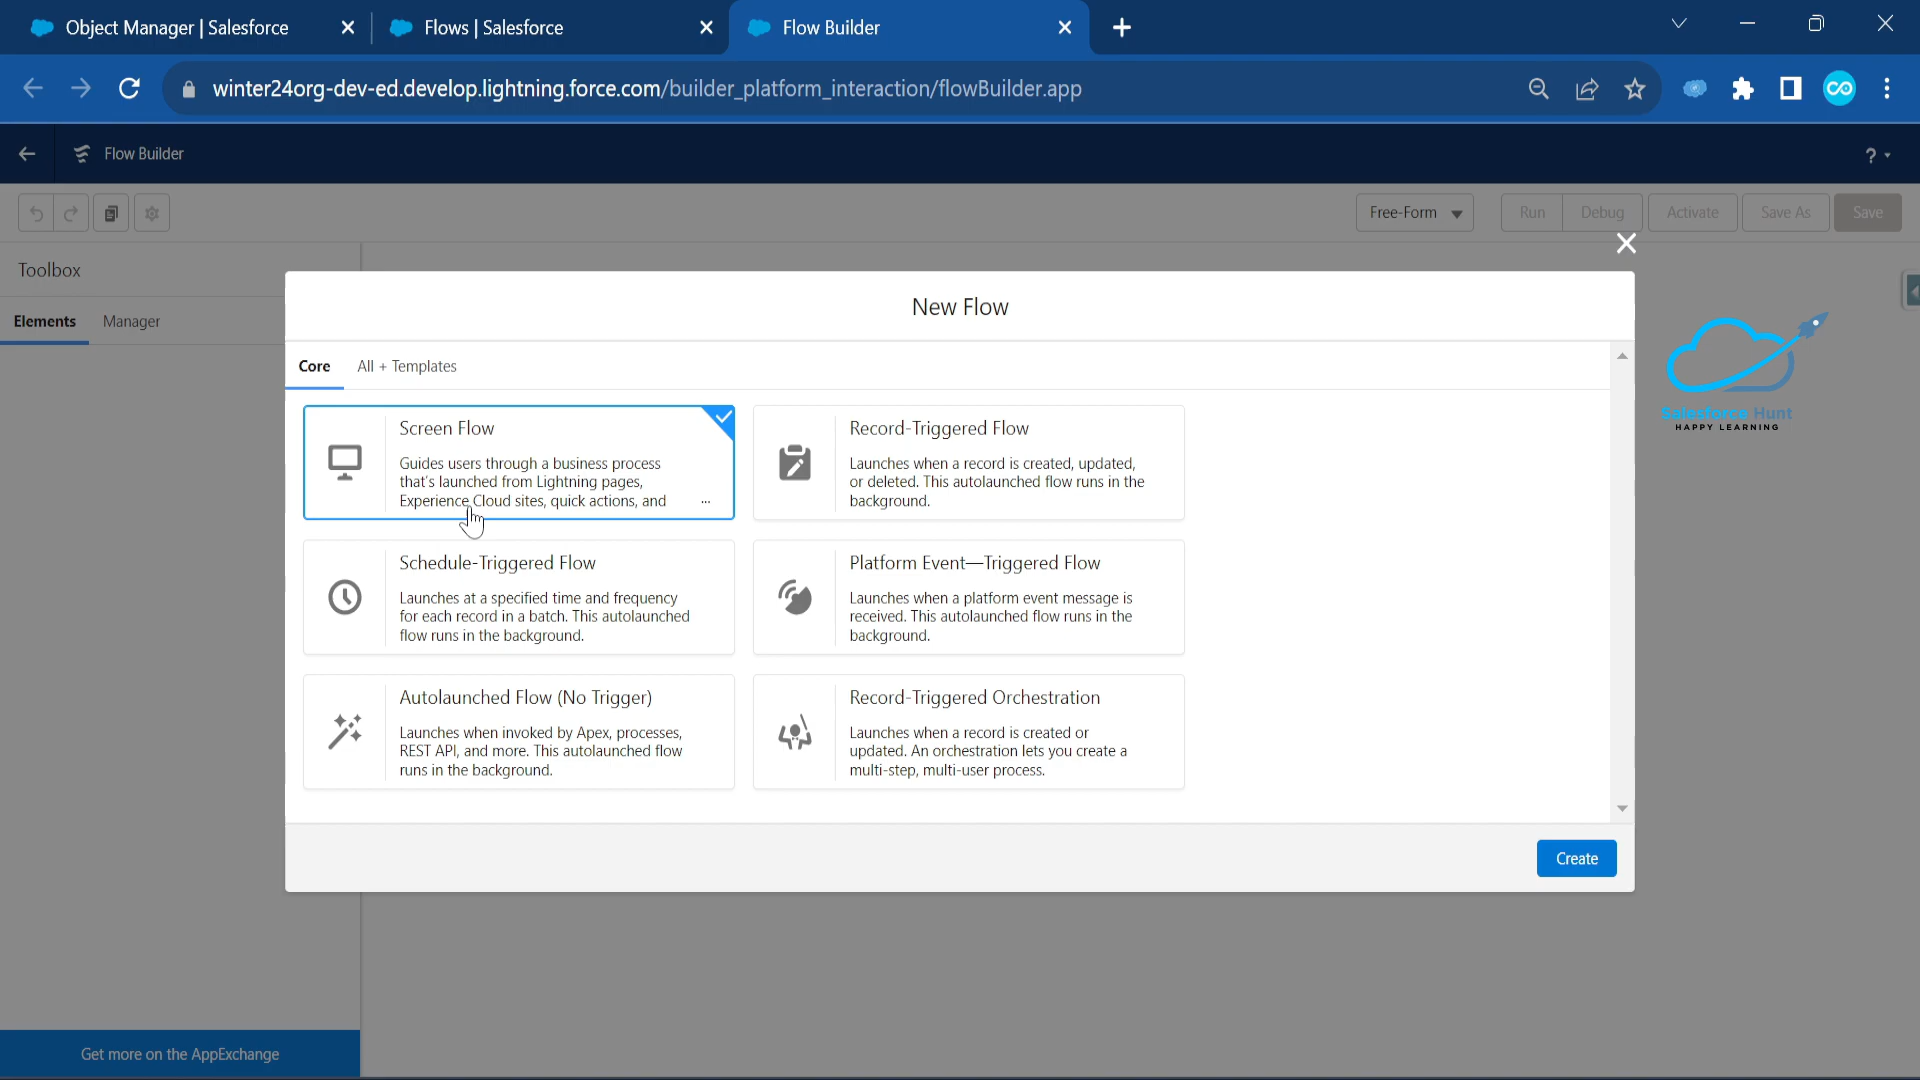 Object Manager | Salesforce
Flows | Salesforce
Flow Builder
winter24org-dev-ed.develop.lightning.force.com/builder_platform_interaction/flowBuilder.app
Flow Builder
?
Free-Form
Run
Debug
Activate
Save As
Save
Toolbox
Elements
Manager
New Flow
Core
All + Templates
Screen Flow
Guides users through a business process
that's launched from Lightning pages,
Experience Cloud sites, quick actions, and ...
Record-Triggered Flow
Launches when a record is created, updated,
or deleted. This autolaunched flow runs in the
background.
Schedule-Triggered Flow
Launches at a specified time and frequency
for each record in a batch. This autolaunched
flow runs in the background.
Platform Event—Triggered Flow
Launches when a platform event message is
received. This autolaunched flow runs in the
background.
Autolaunched Flow (No Trigger)
Launches when invoked by Apex, processes,
REST API, and more. This autolaunched flow
runs in the background.
Record-Triggered Orchestration
Launches when a record is created or
updated. An orchestration lets you create a
multi-step, multi-user process.
Create
Salesforce Hunt
HAPPY LEARNING
Get more on the AppExchange